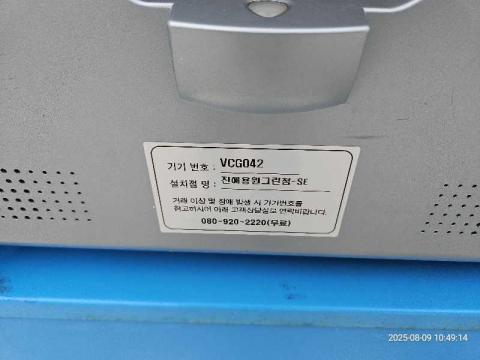 기기 번호 : VCG042
설치점 명 : 진해용원그린점-SE
거래 이상 및 장애 발생 시 기기번호를
참고하시어 아래 고객상담실로 연락바랍니다.
080-920-2220(무료)
2025-08-09 10:49:14